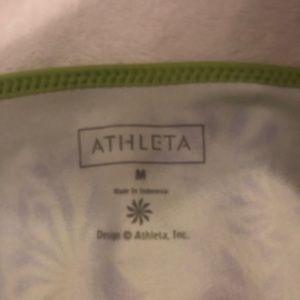 ATHLETA
M
Made in Indonesia
Design © Athleta, Inc.